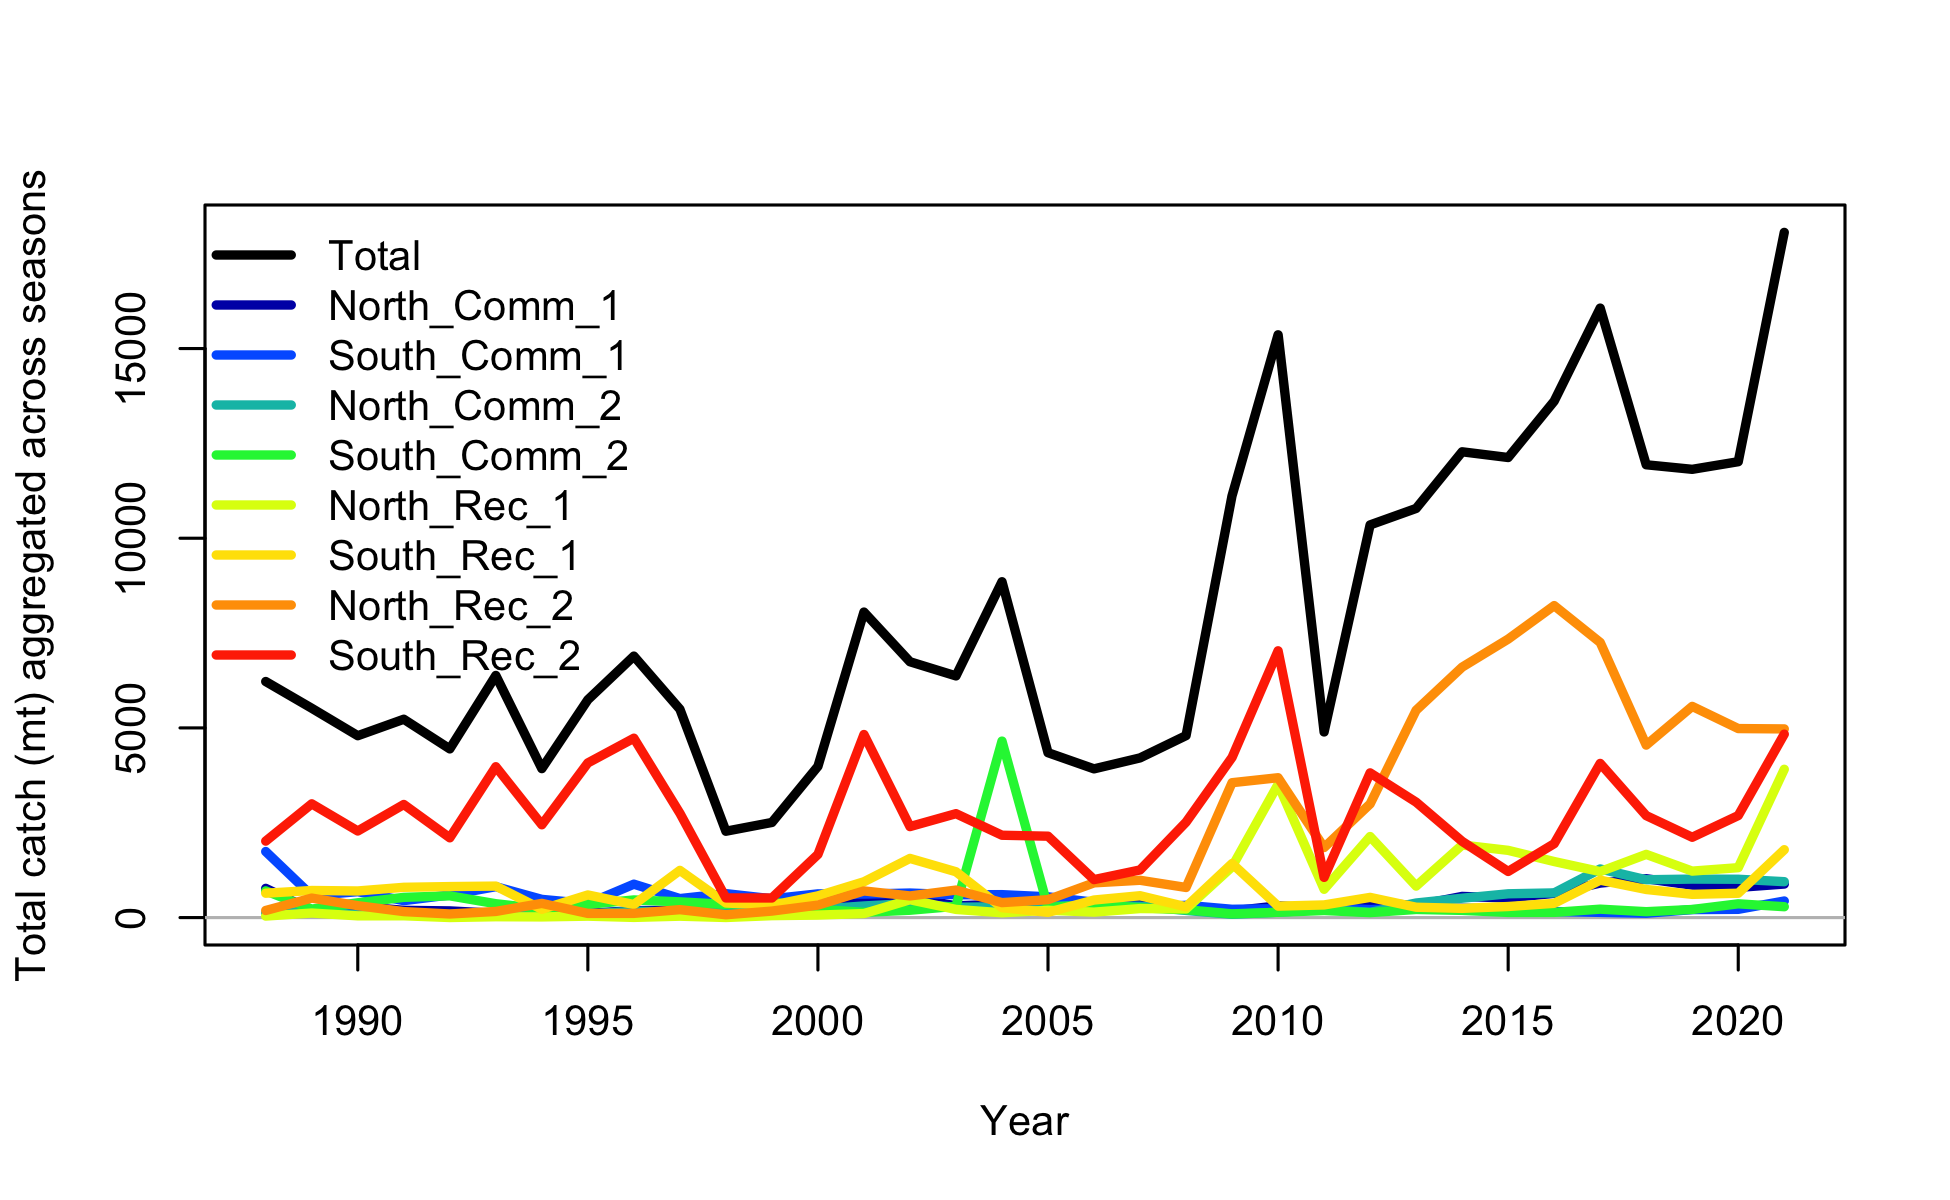 Total catch (mt) aggregated across seasons
15000
10000
5000
0
Total
North_Comm_1
South_Comm_1
North_Comm_2
South_Comm_2
North_Rec_1
South_Rec_1
North_Rec_2
South_Rec_2
1990 1995 2000 2005 2010 2015 2020
Year